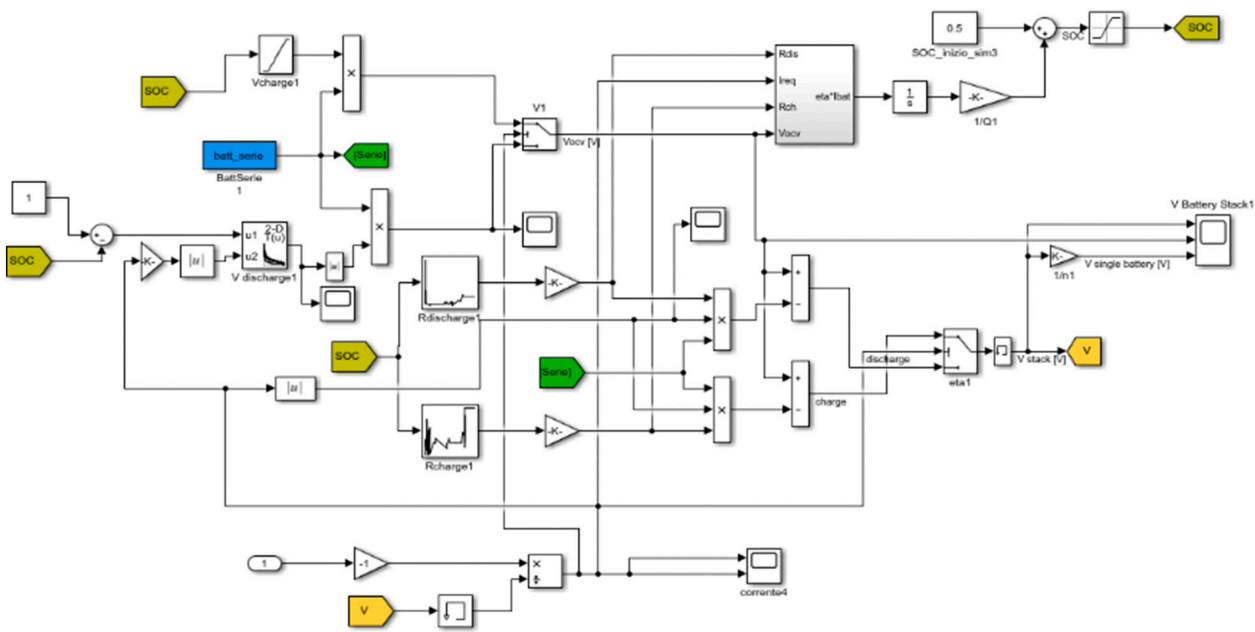 SOC
Vcharge1
×
batt_serie
BattSerie
1
[Serie]
V1
Vocv [V]
Rdis
Ireq
Rch
Vocv
eta*Ibat
1
s
-K-
1/Q1
0.5
SOC_inizio_sim3
+
+
SOC
SOC
1
+
-
SOC
-K-
|u|
u1
u2
2-D
T(u)
V discharge1
|u|
×
SOC
Rdischarge1
-K-
Rcharge1
-K-
|u|
[Serie]
×
×
+
-
+
-
discharge
charge
eta1
V stack [V]
V
K-
1/n1
V single battery [V]
V Battery Stack1
1
-1
×
÷
V
corrente4